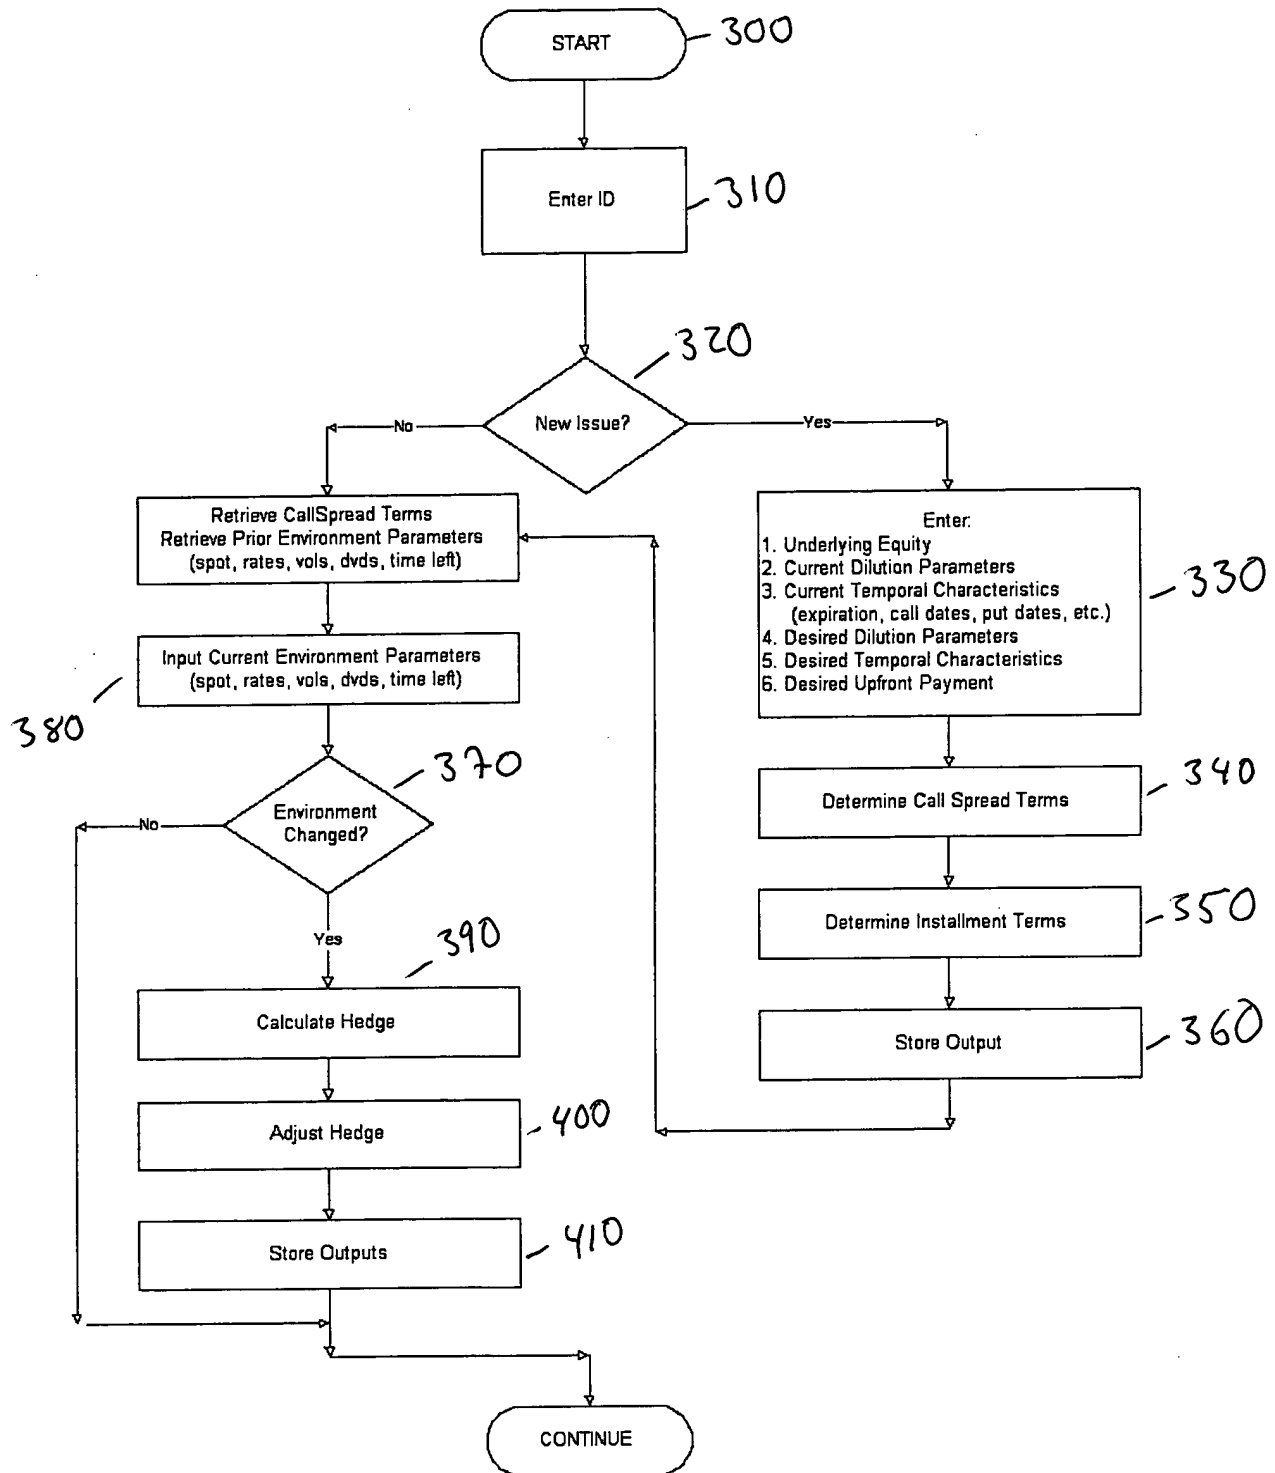 START
300
Enter ID
310
320
New Issue?
No
Yes
Retrieve CallSpread Terms
Retrieve Prior Environment Parameters
(spot, rates, vols, dvds, time left)
Enter:
1. Underlying Equity
2. Current Dilution Parameters
3. Current Temporal Characteristics
(expiration, call dates, put dates, etc.)
4. Desired Dilution Parameters
5. Desired Temporal Characteristics
6. Desired Upfront Payment
330
Input Current Environment Parameters
(spot, rates, vols, dvds, time left)
380
370
Environment
Changed?
No
Yes
Determine Call Spread Terms
340
Determine Installment Terms
350
390
Calculate Hedge
Store Output
360
Adjust Hedge
400
Store Outputs
410
CONTINUE